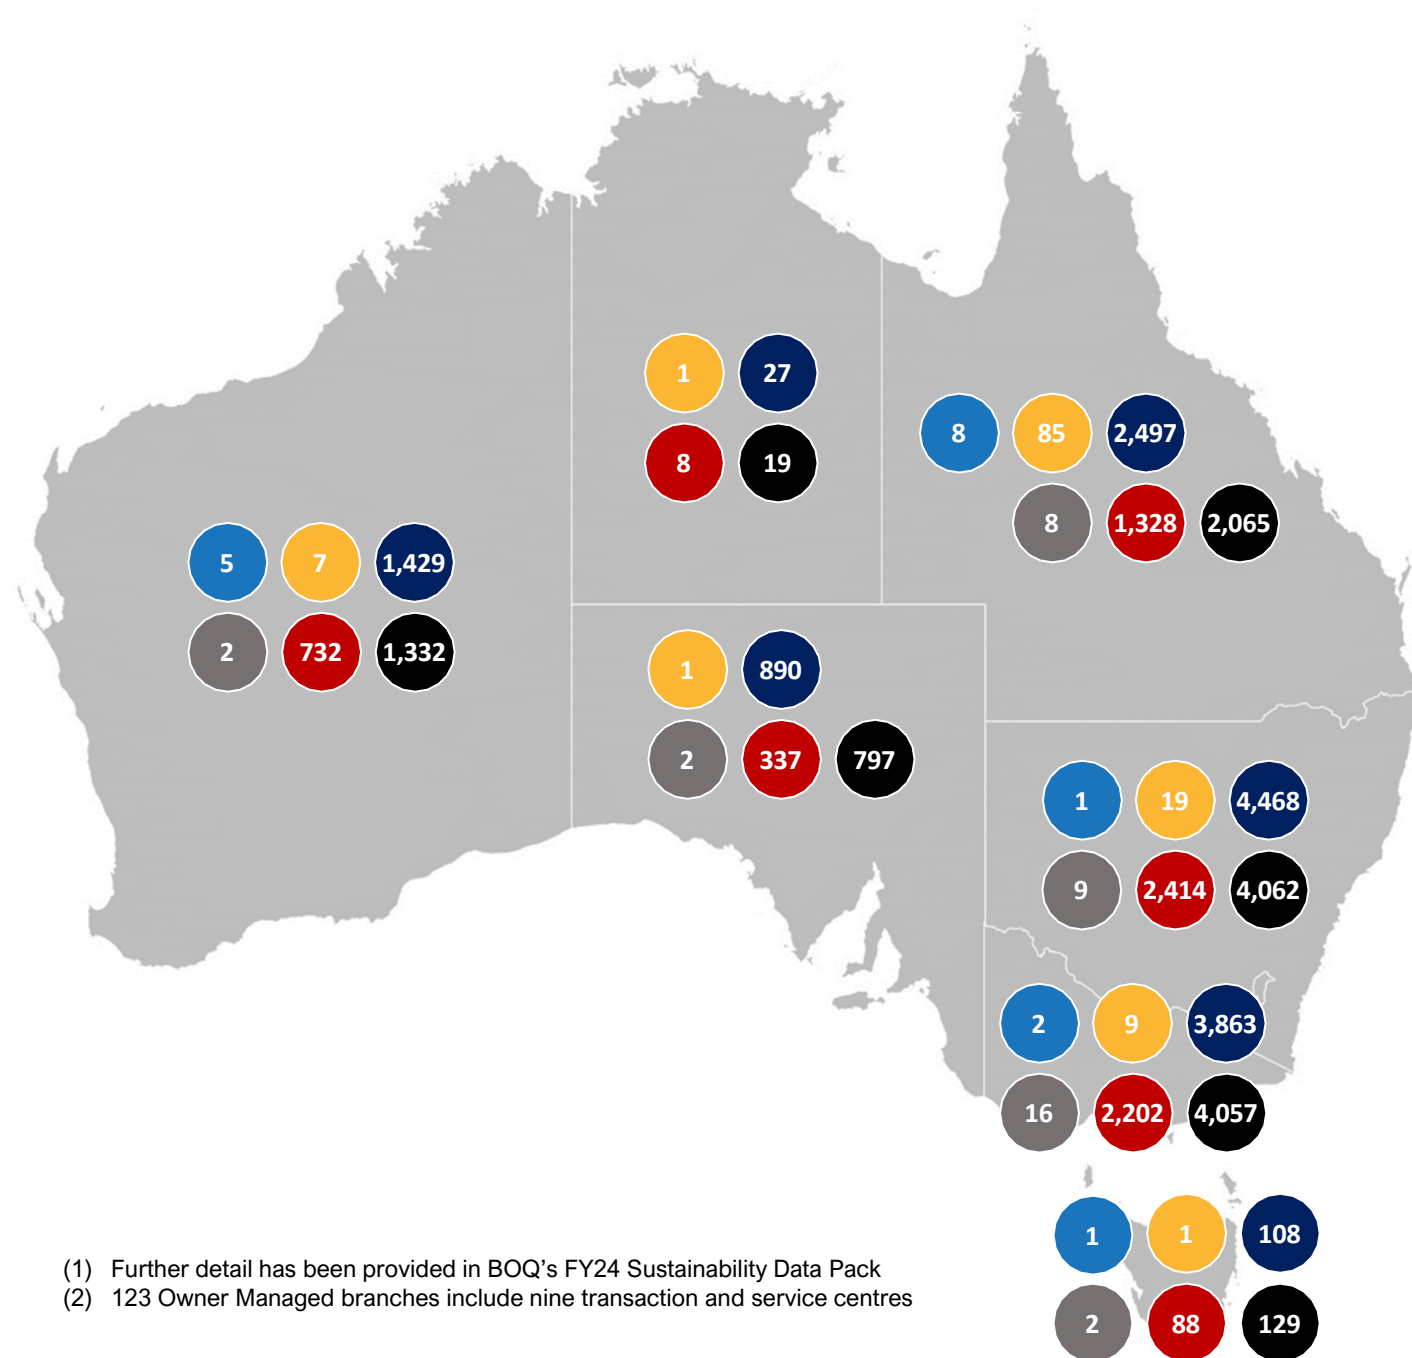 1 27
8 19
8 85 2,497
8 1,328 2,065
5 7 1,429
2 732 1,332
1 890
2 337 797
1 19 4,468
9 2,414 4,062
2 9 3,863
16 2,202 4,057
1 1 108
2 88 129
(1) Further detail has been provided in BOQ’s FY24 Sustainability Data Pack
(2) 123 Owner Managed branches include nine transaction and service centres